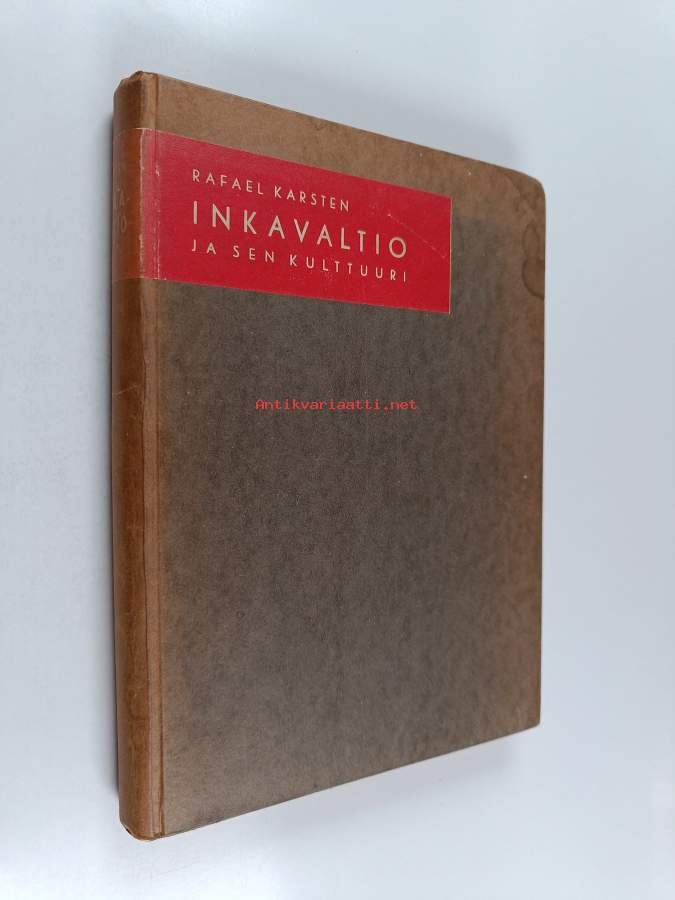 RAFAEL KARSTEN
INKAVALTIO
JA SEN KULTTUURI
Antikvariaatti.net